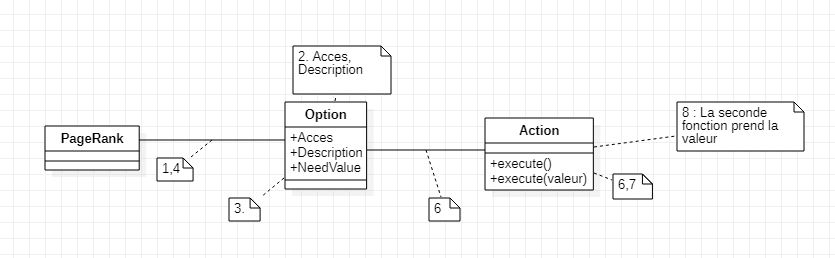 2. Acces,
Description
PageRank
1,4
Option
+Acces
+Description
+NeedValue
3.
6
Action
+execute()
+execute(valeur)
8 : La seconde
fonction prend la
valeur
6,7